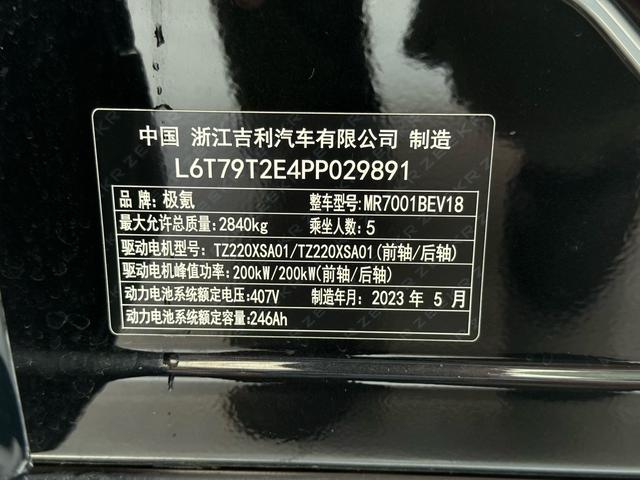 中国 浙江吉利汽车有限公司 制造
L6T79T2E4PP029891
品牌:极氪 整车型号:MR7001BEV18
最大允许总质量:2840kg 乘坐人数:5
驱动电机型号:TZ220XSA01/TZ220XSA01(前轴/后轴)
驱动电机峰值功率:200kW/200kW(前轴/后轴)
动力电池系统额定电压:407V 制造年月:2023 年 5 月
动力电池系统额定容量:246Ah